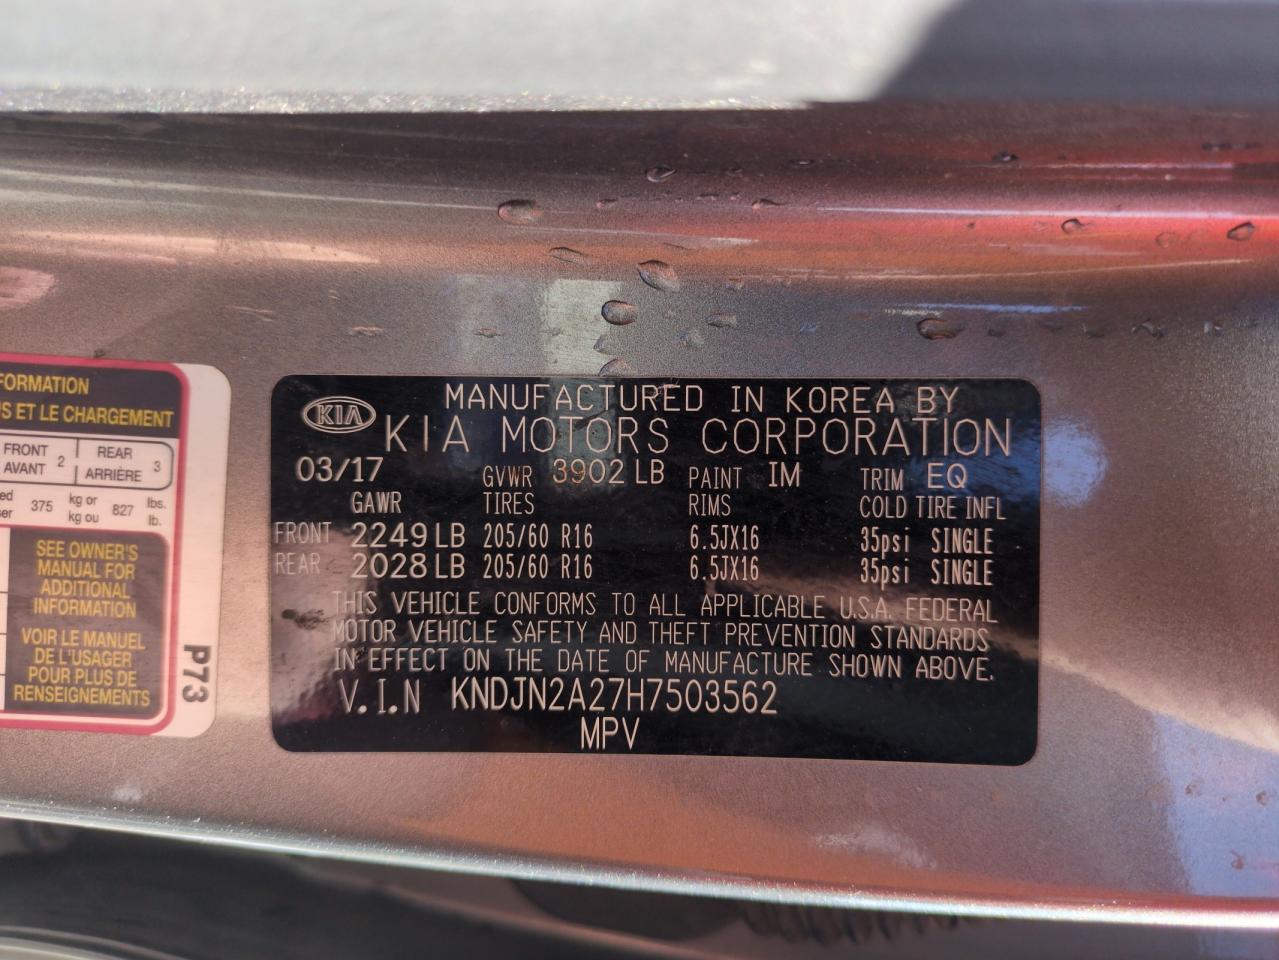 FORMATION
US ET LE CHARGEMENT
FRONT
AVANT 2 REAR
ARRIÈRE 3
375 kg or
kg ou 827 lbs.
lb.
SEE OWNER'S
MANUAL FOR
ADDITIONAL
INFORMATION
VOIR LE MANUEL
DE L'USAGER
POUR PLUS DE
RENSEIGNEMENTS
P73
KIA
MANUFACTURED IN KOREA BY
KIA MOTORS CORPORATION
03/17 GVWR 3902 LB PAINT IM TRIM EQ
GAWR TIRES RIMS COLD TIRE INFL
FRONT 2249 LB 205/60 R16 6.5JX16 35psi SINGLE
REAR 2028 LB 205/60 R16 6.5JX16 35psi SINGLE
THIS VEHICLE CONFORMS TO ALL APPLICABLE U.S.A. FEDERAL
MOTOR VEHICLE SAFETY AND THEFT PREVENTION STANDARDS
IN EFFECT ON THE DATE OF MANUFACTURE SHOWN ABOVE.
V.I.N KNDJN2A27H7503562
MPV